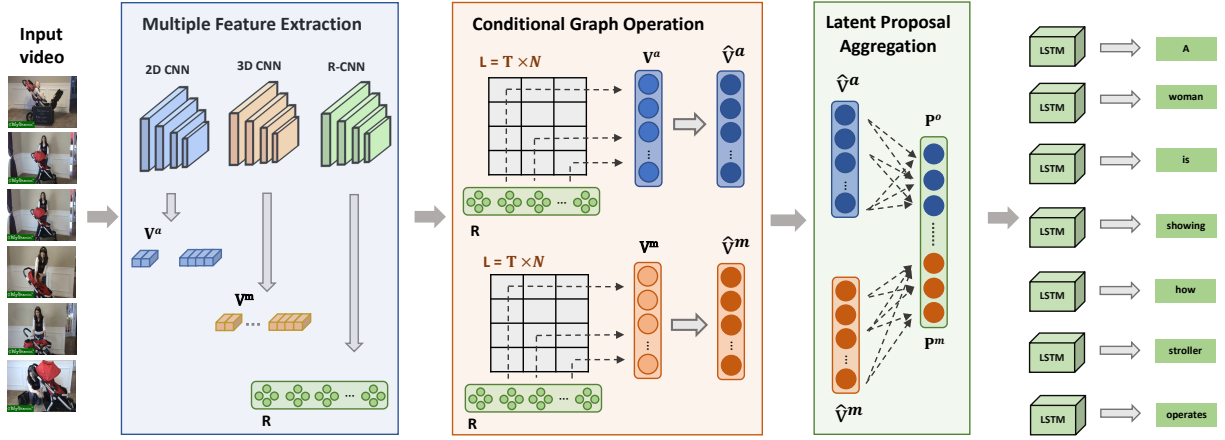 Input
video
Multiple Feature Extraction
2D CNN
3D CNN
R-CNN
V^a
V^m
...
R
Conditional Graph Operation
L = T ×N
V^a
V̂^a
...
...
...
R
L = T ×N
V^m
V̂^m
...
...
...
R
Latent Proposal
Aggregation
V̂^a
P^o
...
......
...
P^m
V̂^m
LSTM
A
LSTM
woman
LSTM
is
LSTM
showing
LSTM
how
LSTM
stroller
LSTM
operates